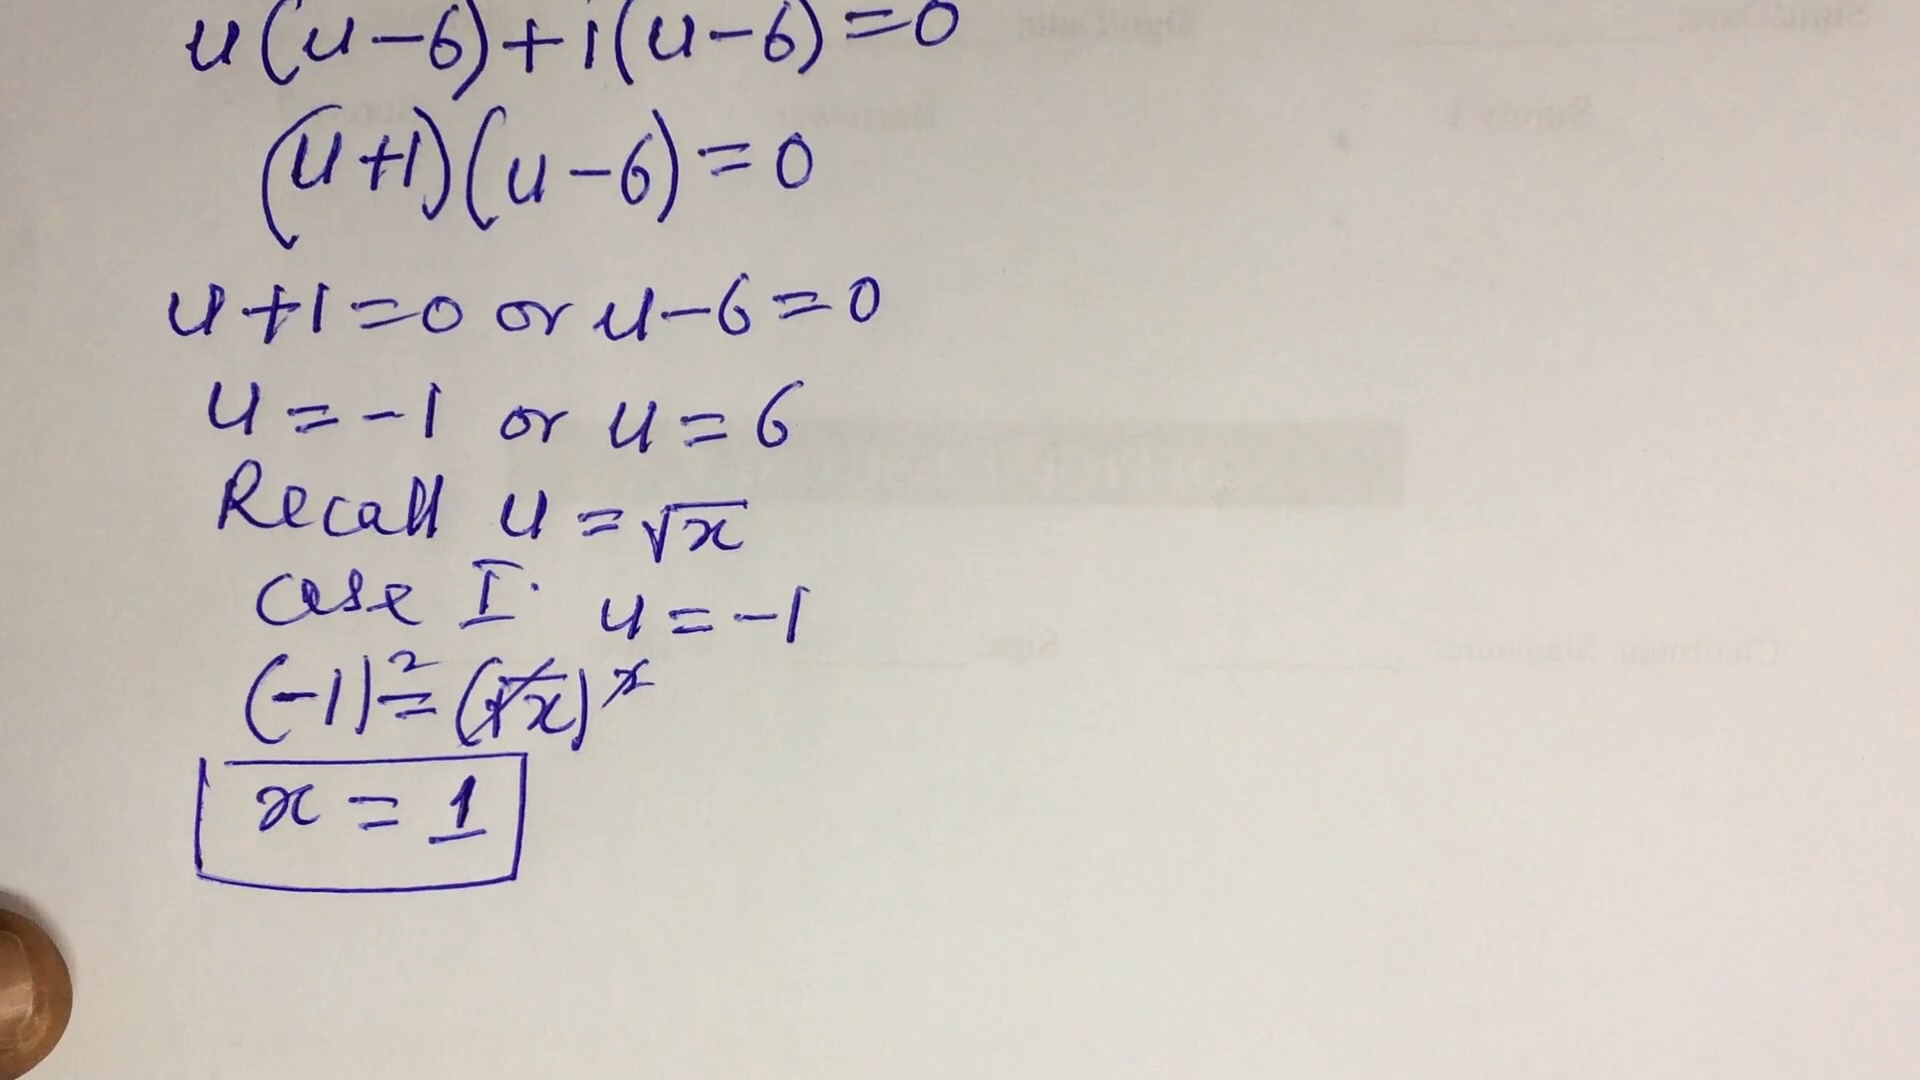 u(u-6)+1(u-6)=0
(u+1)(u-6)=0
u+1=0 or u-6=0
u=-1 or u=6
Recall u=√x
case I. u=-1
(-1)²=(√x)²
x=1